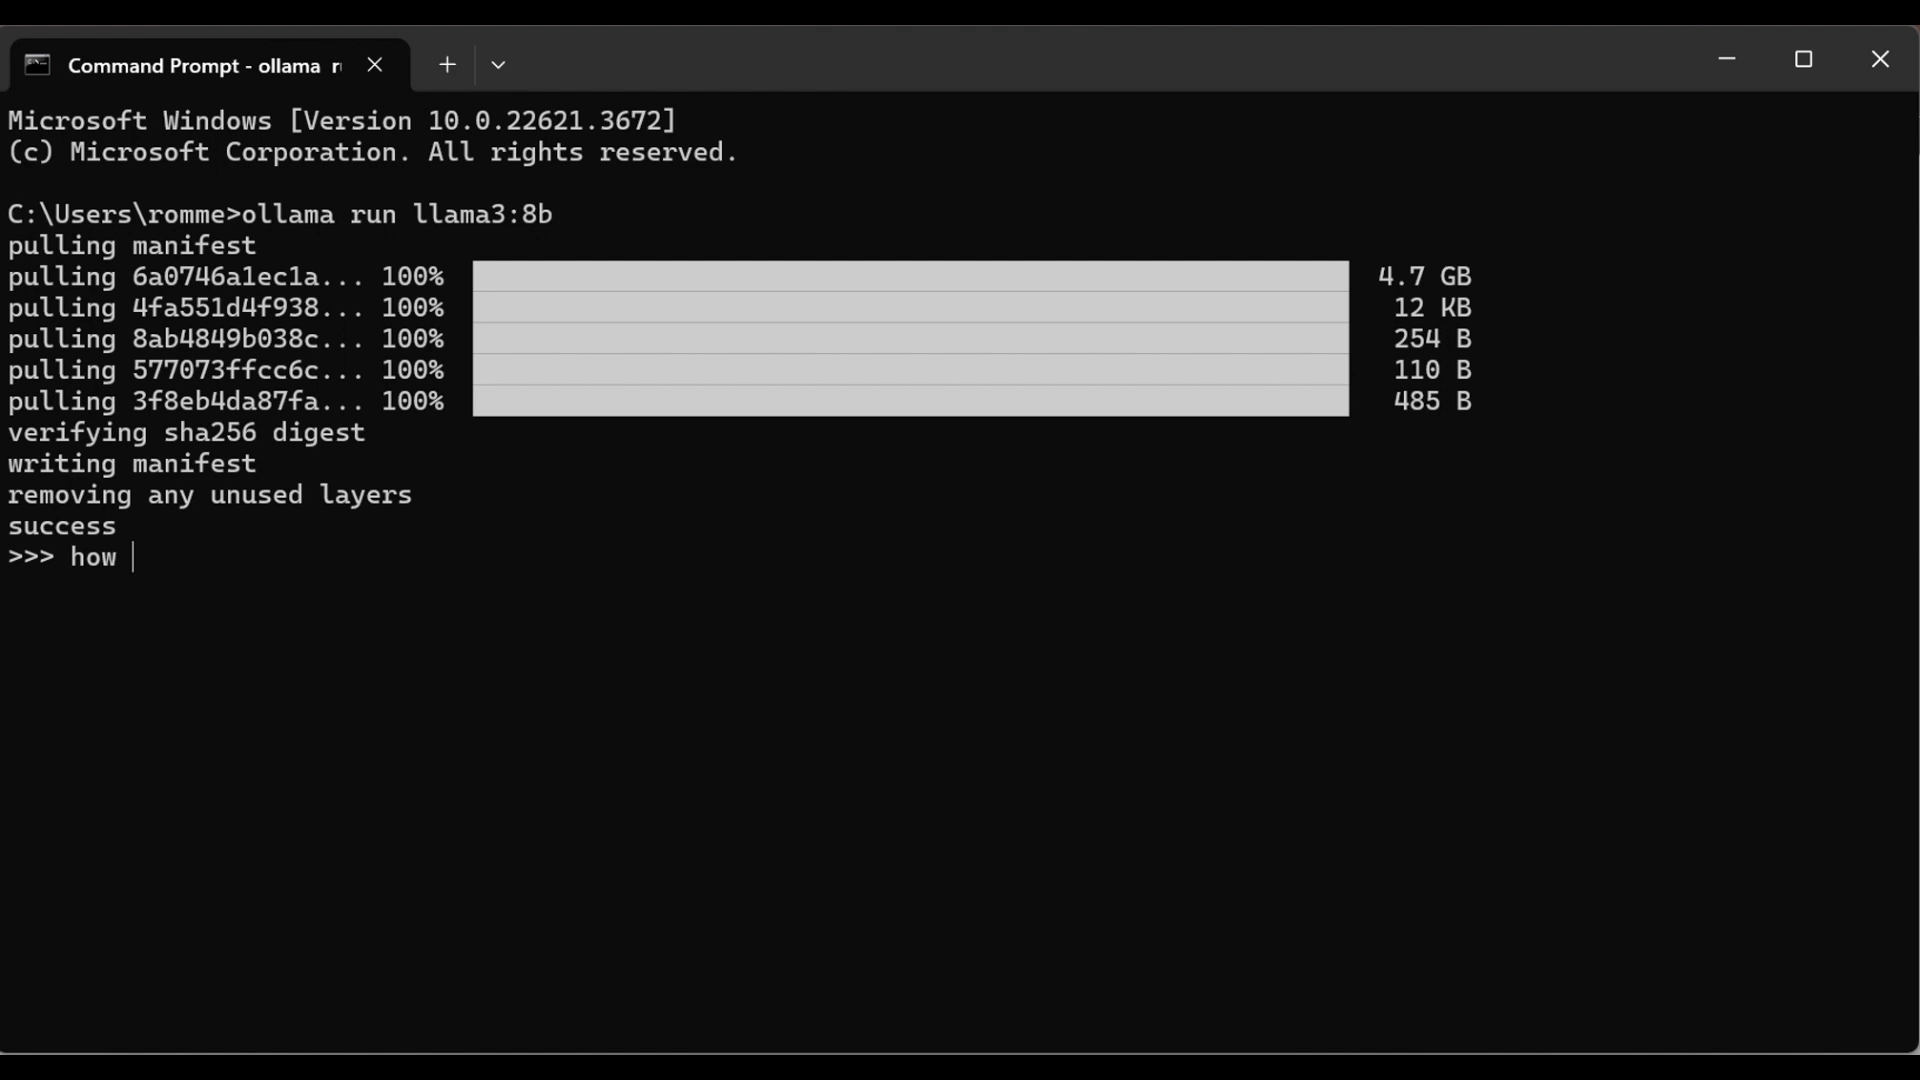 Command Prompt - ollama r
Microsoft Windows [Version 10.0.22621.3672]
(c) Microsoft Corporation. All rights reserved.
C:\Users\romme>ollama run llama3:8b
pulling manifest
pulling 6a0746a1ec1a... 100% 4.7 GB
pulling 4fa551d4f938... 100% 12 KB
pulling 8ab4849b038c... 100% 254 B
pulling 577073ffcc6c... 100% 110 B
pulling 3f8eb4da87fa... 100% 485 B
verifying sha256 digest
writing manifest
removing any unused layers
success
>>> how